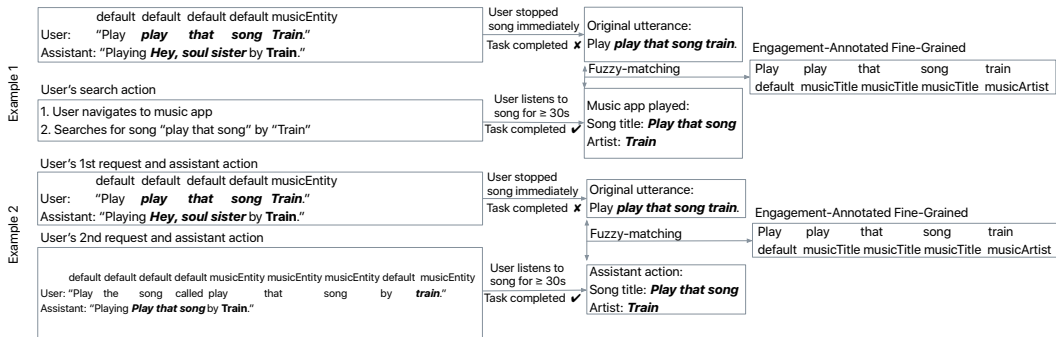 Example 1
default default default default musicEntity
User: “Play play that song Train.”
Assistant: “Playing Hey, soul sister by Train.”
User stopped
song immediately
Task completed ✘
Original utterance:
Play play that song train.
Fuzzy-matching
Engagement-Annotated Fine-Grained
Play play that song train
default musicTitle musicTitle musicTitle musicArtist
User's search action
1. User navigates to music app
2. Searches for song “play that song” by “Train”
User listens to
song for ≥ 30s
Task completed ✔
Music app played:
Song title: Play that song
Artist: Train
Example 2
User's 1st request and assistant action
default default default default musicEntity
User: “Play play that song Train.”
Assistant: “Playing Hey, soul sister by Train.”
User stopped
song immediately
Task completed ✘
Original utterance:
Play play that song train.
Fuzzy-matching
Engagement-Annotated Fine-Grained
Play play that song train
default musicTitle musicTitle musicTitle musicArtist
User's 2nd request and assistant action
default default default default musicEntity musicEntity musicEntity default musicEntity
User: “Play the song called play that song by train.”
Assistant: “Playing Play that song by Train.”
User listens to
song for ≥ 30s
Task completed ✔
Assistant action:
Song title: Play that song
Artist: Train